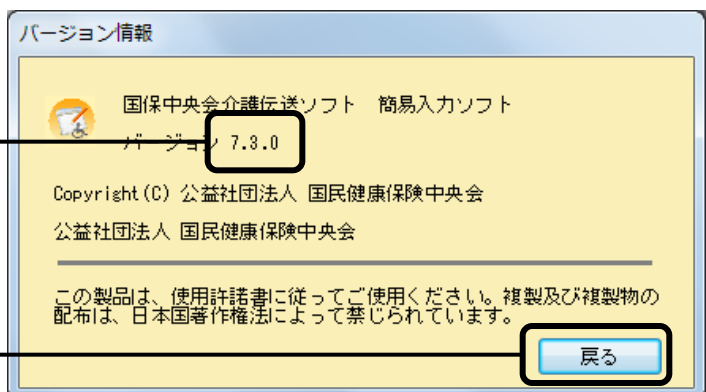 バージョン情報
国保中央会介護伝送ソフト 簡易入力ソフト
バージョン 7.3.0
Copyright(C) 公益社団法人 国民健康保険中央会
公益社団法人 国民健康保険中央会
この製品は、使用許諾書に従ってご使用ください。複製及び複製物の
配布は、日本国著作権法によって禁じられています。
戻る